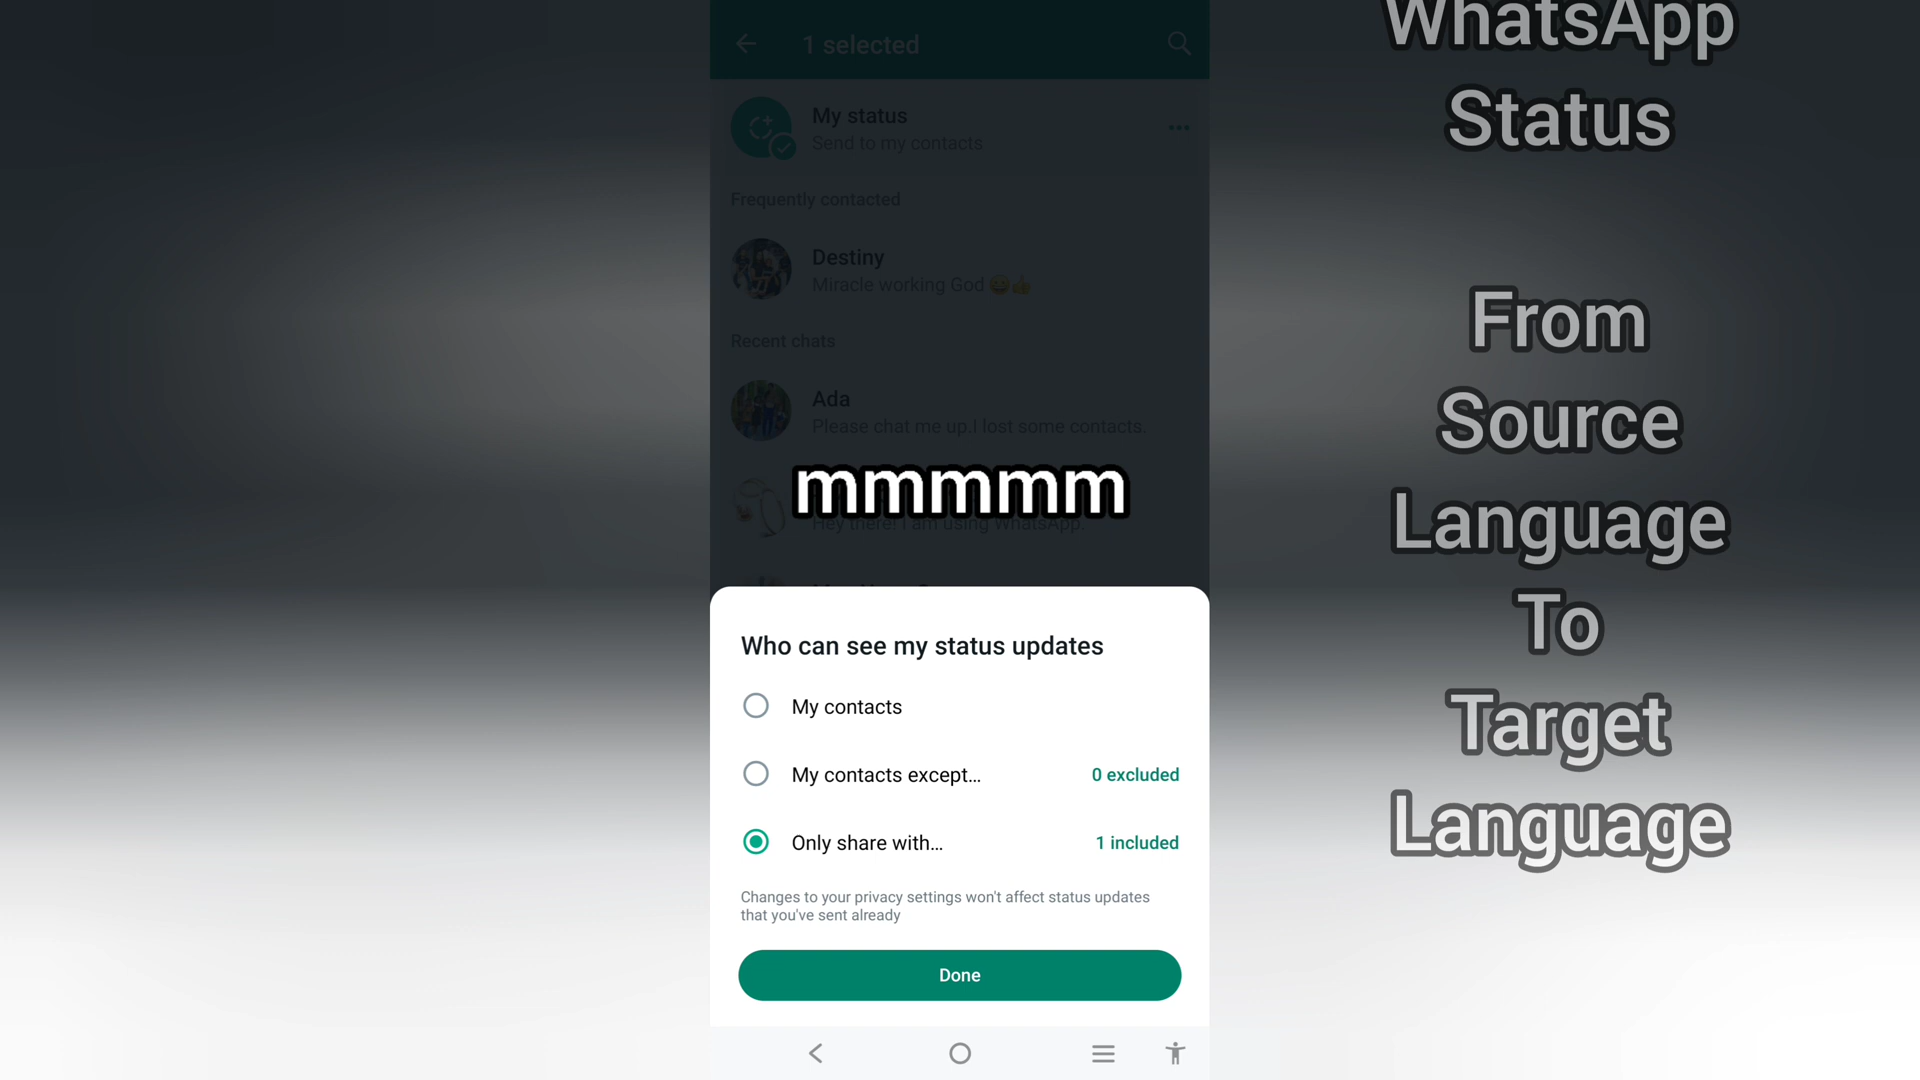 1 selected
My status
Send to my contacts
Frequently contacted
Destiny
Miracle working God 😇👍
Recent chats
Ada
Please chat me up.I lost some contacts.
mmmmm
Hey there! I am using WhatsApp.
Who can see my status updates
My contacts
My contacts except... 0 excluded
Only share with... 1 included
Changes to your privacy settings won't affect status updates
that you've sent already
Done
WhatsApp
Status
From
Source
Language
To
Target
Language